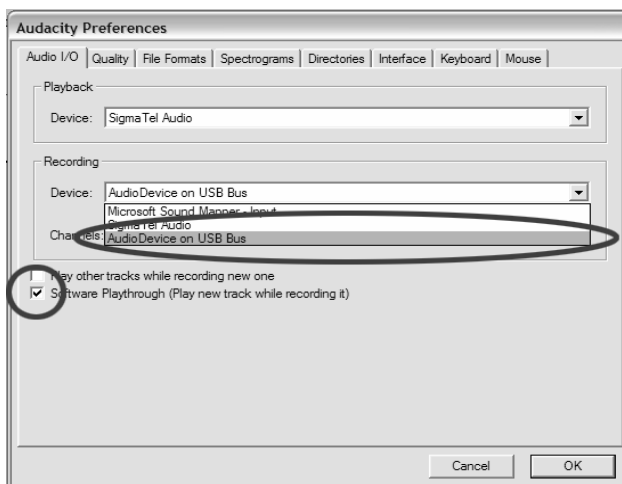 Audacity Preferences
Audio I/O Quality File Formats Spectrograms Directories Interface Keyboard Mouse
Playback
Device: SigmaTel Audio
Recording
Device: AudioDevice on USB Bus
Microsoft Sound Mapper - Input
SigmaTel Audio
Channels: AudioDevice on USB Bus
Play other tracks while recording new one
Software Playthrough (Play new track while recording it)
Cancel OK